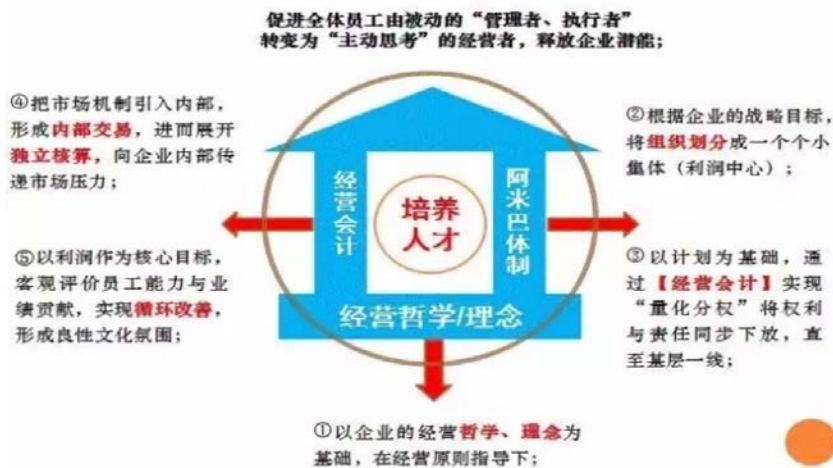 促进全体员工由被动的“管理者、执行者”
转变为“主动思考”的经营者，释放企业潜能；
④把市场机制引入内部，
形成内部交易，进而展开
独立核算，向企业内部传
递市场压力；
②根据企业的战略目标，
将组织划分成一个个小
集体（利润中心）；
经营会计
培养
人才
阿米巴体制
经营哲学/理念
⑤以利润作为核心目标，
客观评价员工能力与业
绩贡献，实现循环改善，
形成良性文化氛围；
③以计划为基础，通
过【经营会计】实现
“量化分权”将权利
与责任同步下放，直
至基层一线；
①以企业的经营哲学、理念为
基础，在经营原则指导下；